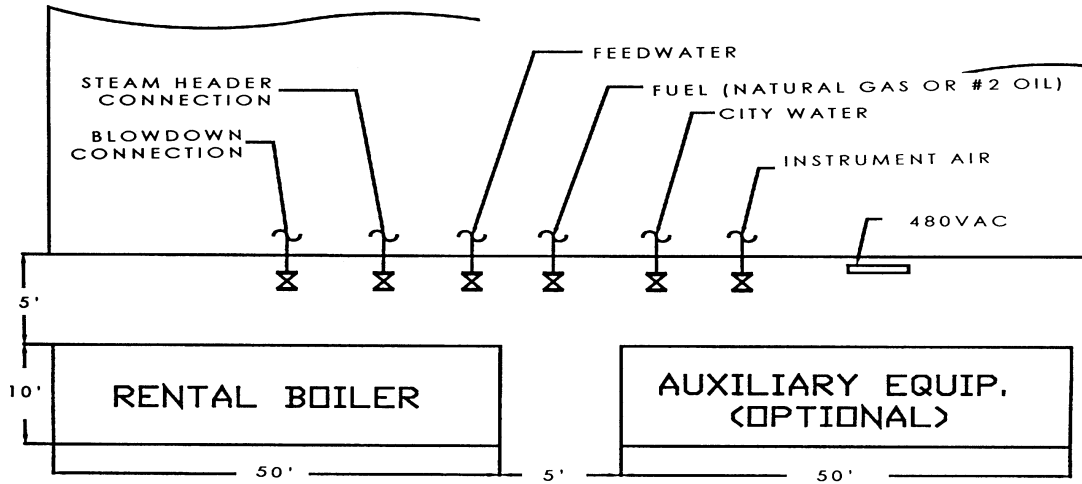 FEEDWATER
STEAM HEADER
CONNECTION
FUEL (NATURAL GAS OR #2 OIL)
CITY WATER
BLOWDOWN
CONNECTION
INSTRUMENT AIR
480VAC
5'
10'
RENTAL BOILER
AUXILIARY EQUIP.
(OPTIONAL)
50'
5'
50'